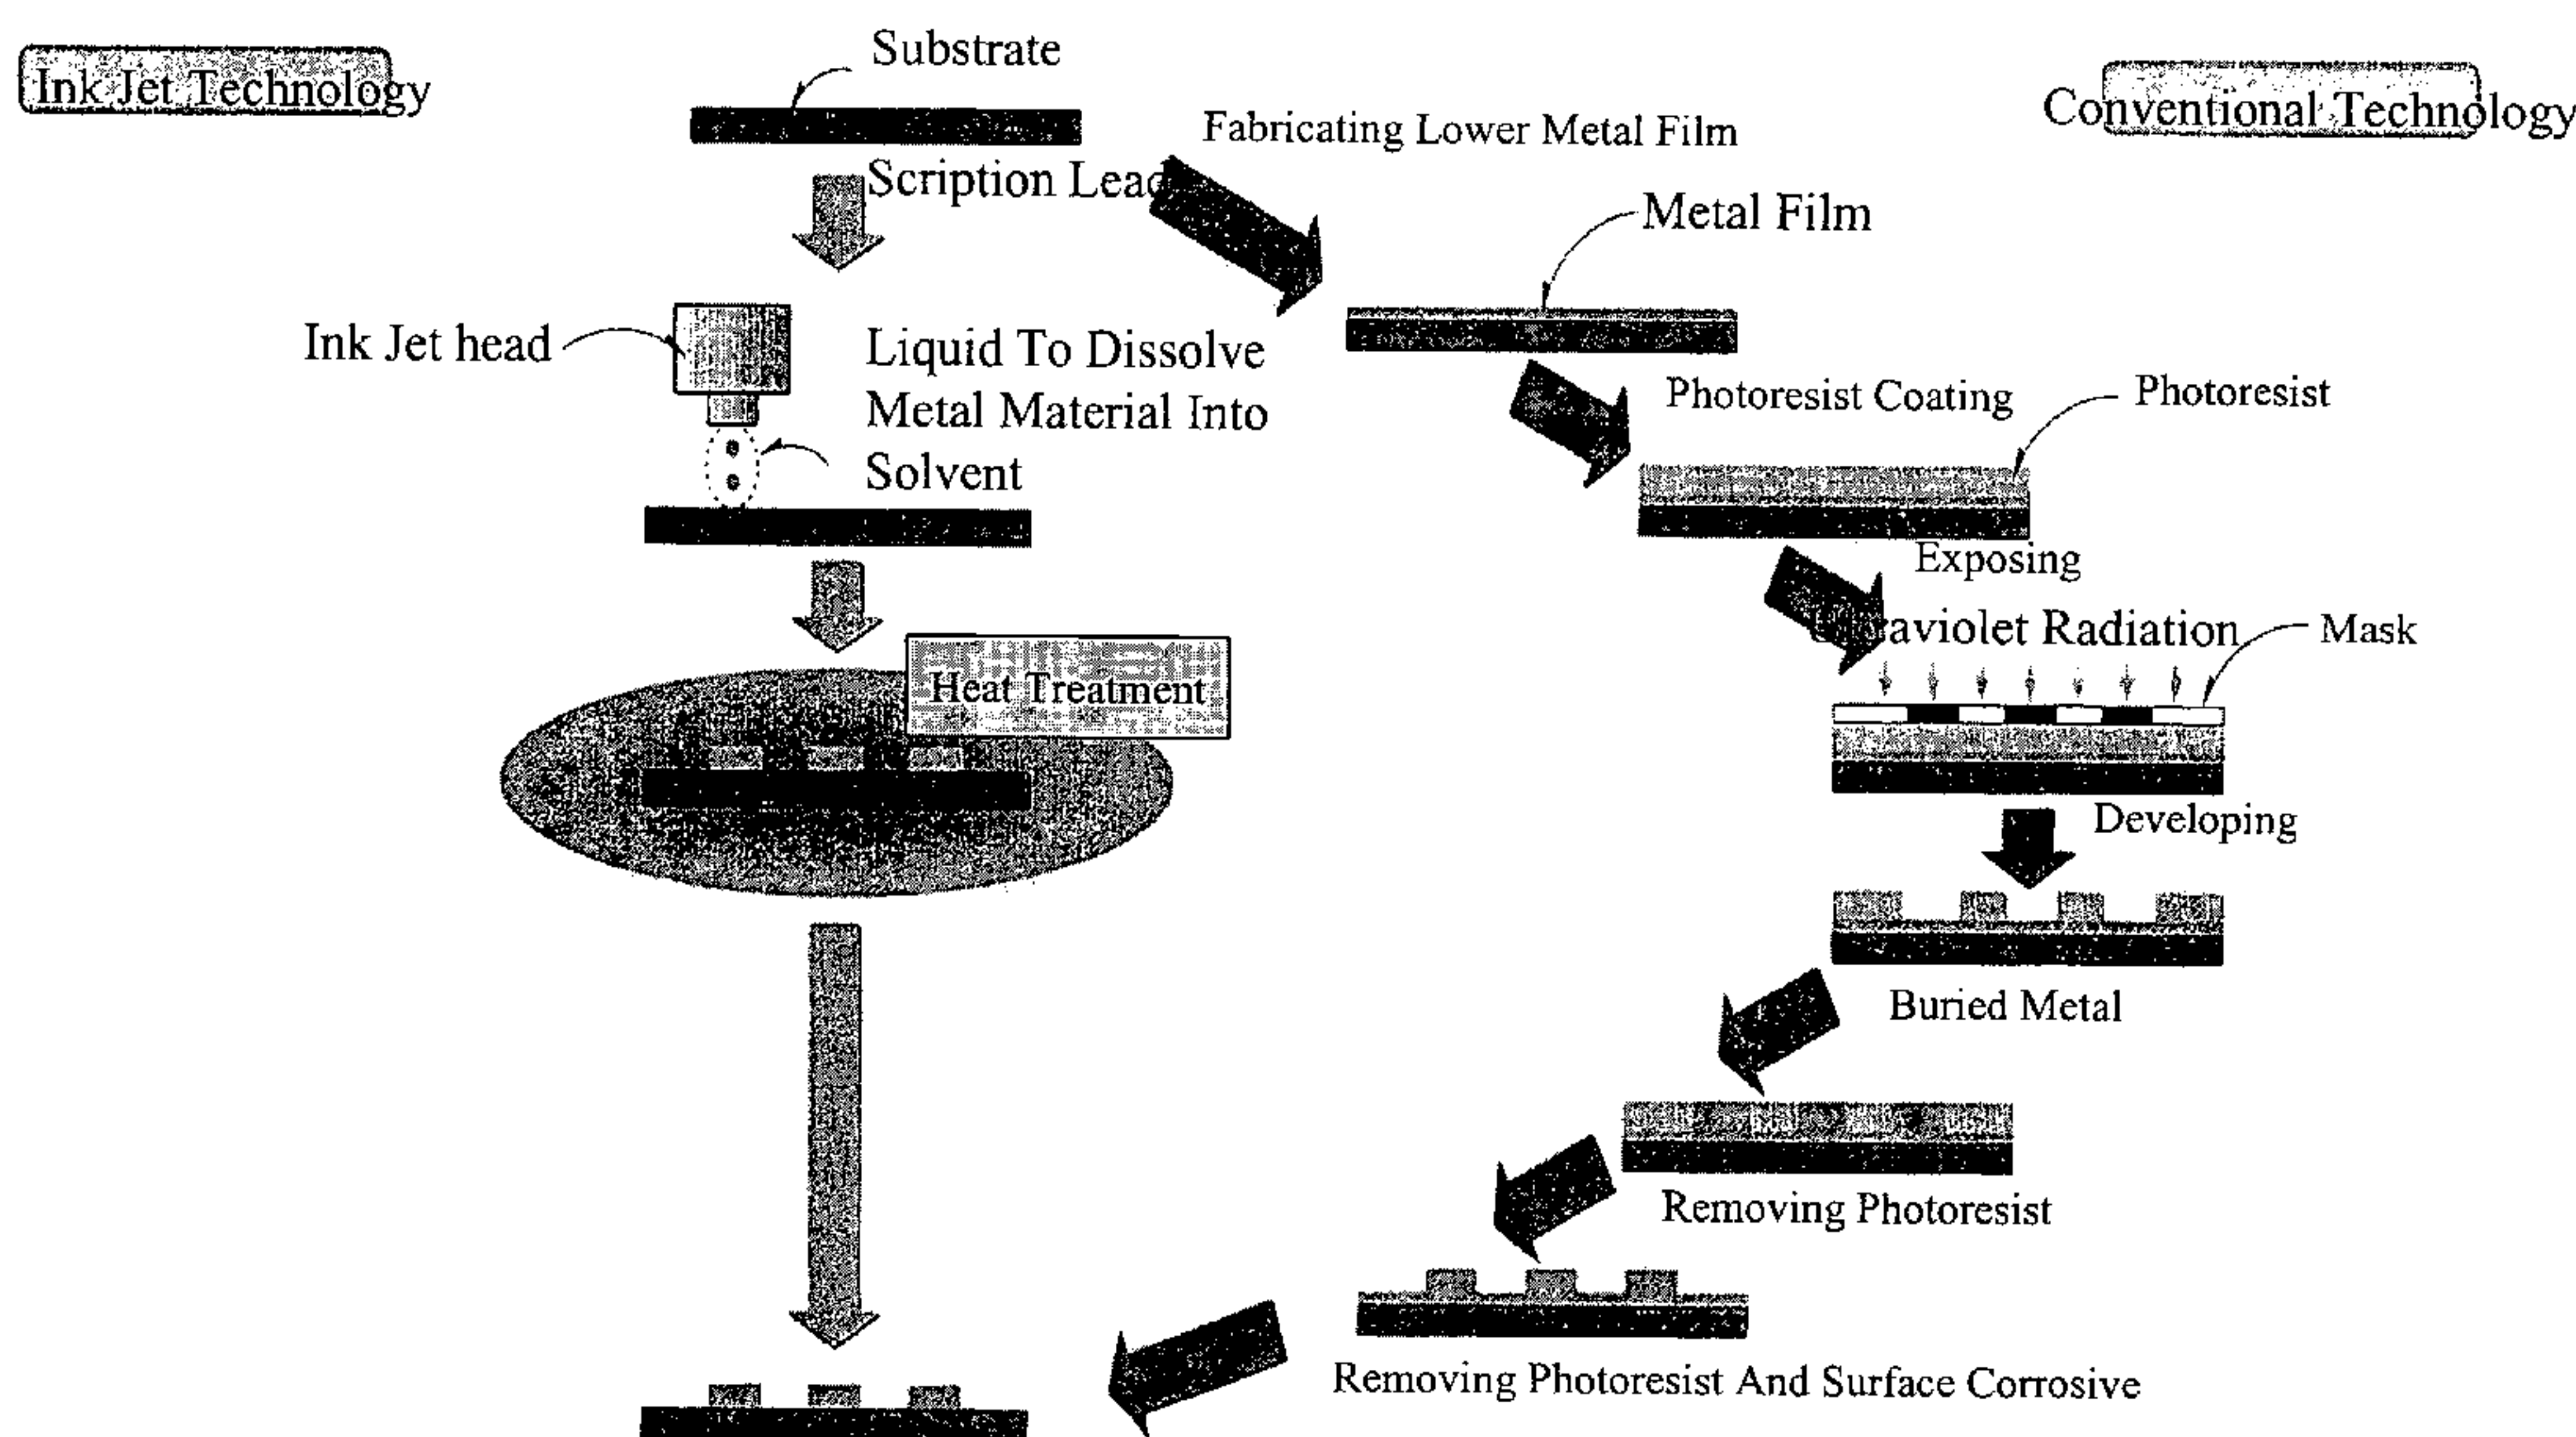 Ink Jet Technology
Substrate
Conventional Technology
Fabricating Lower Metal Film
Scription Lead
Metal Film
Ink Jet head
Liquid To Dissolve
Metal Material Into
Solvent
Photoresist Coating
Photoresist
Exposing
raviolet Radiation
Mask
Heat Treatment
Developing
Buried Metal
Removing Photoresist
Removing Photoresist And Surface Corrosive